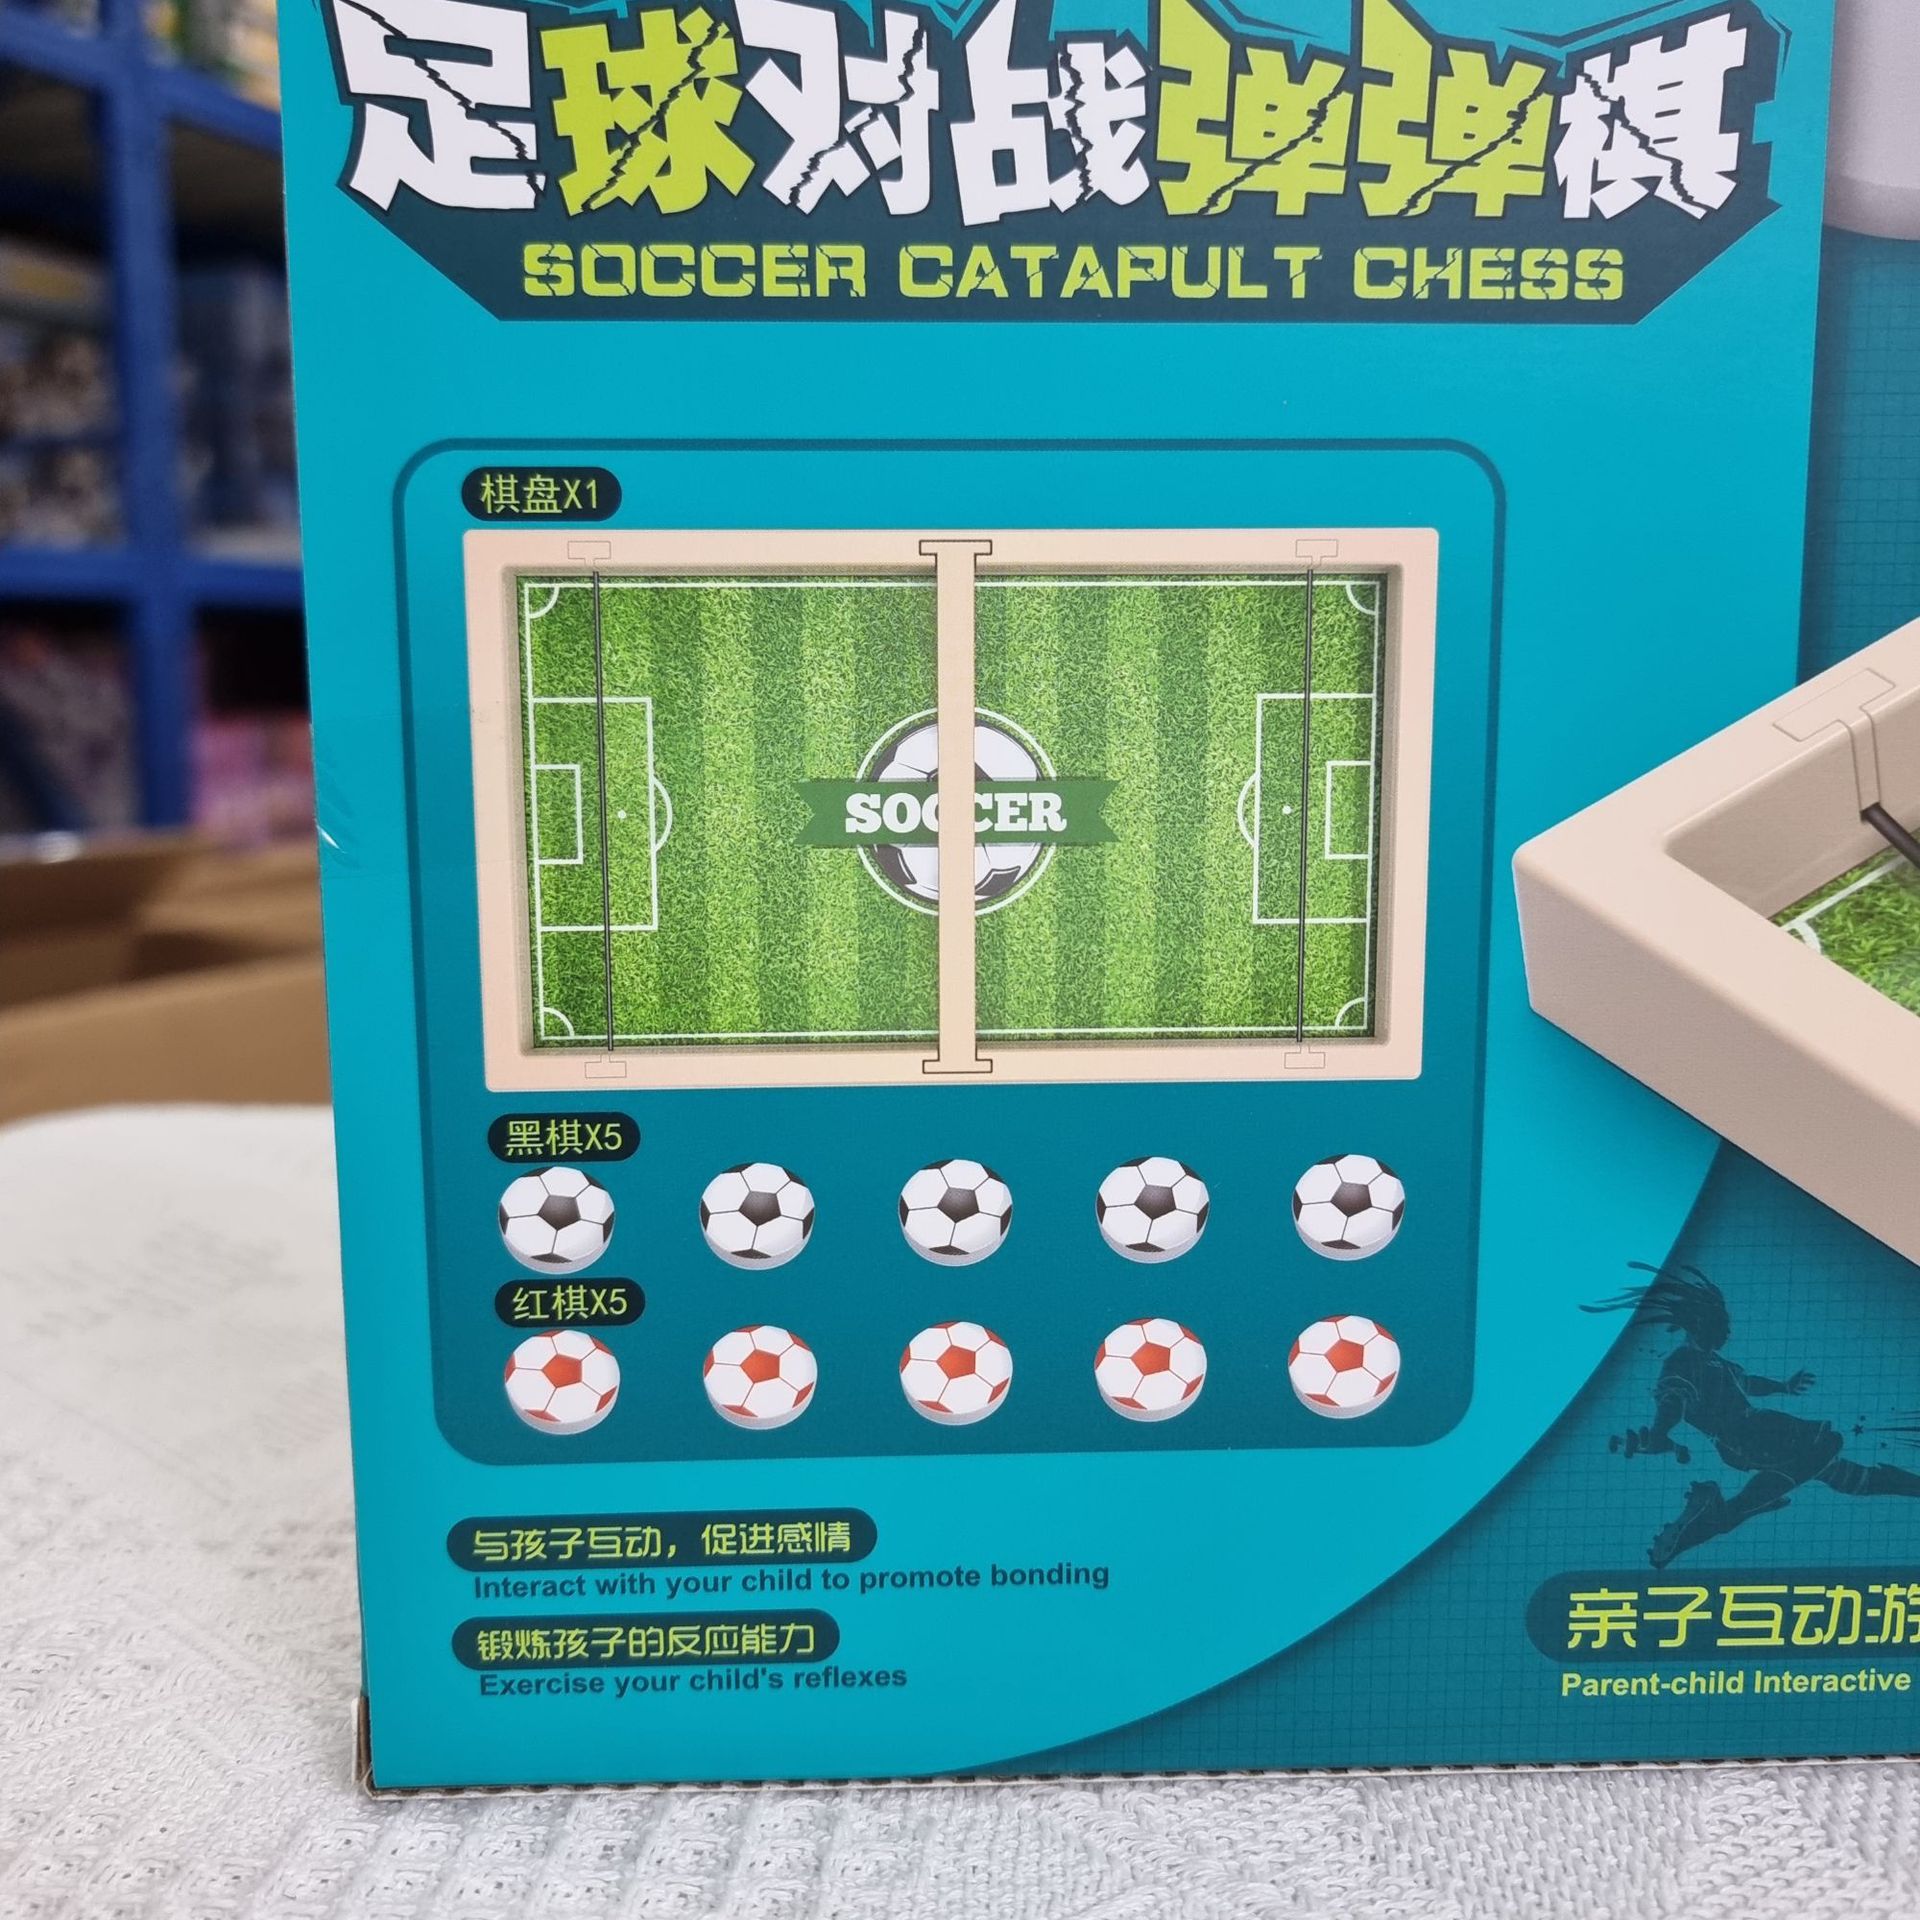 足球对战弹弹棋
SOCCER CATAPULT CHESS
棋盘X1
SOCCER
黑棋X5
红棋X5
与孩子互动，促进感情
Interact with your child to promote bonding
锻炼孩子的反应能力
Exercise your child's reflexes
亲子互动游
Parent-child Interactive